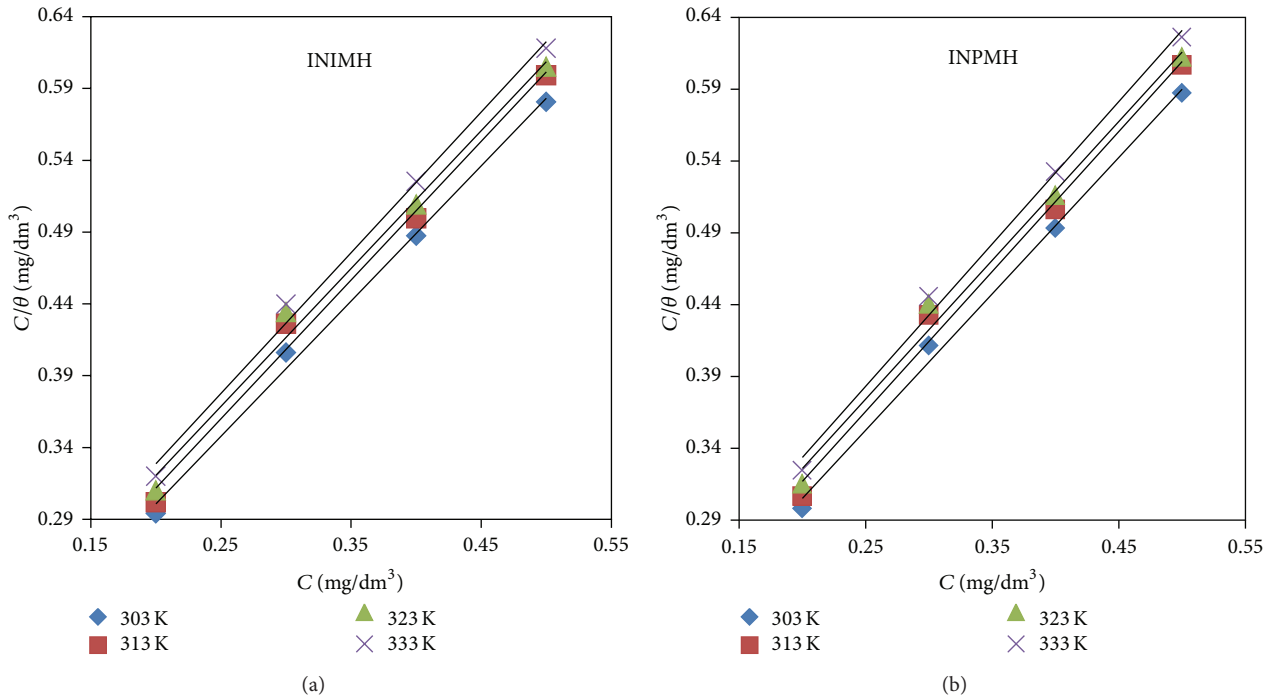 0.64
0.59
0.54
0.49
0.44
0.39
0.34
0.29
C/θ (mg/dm³)
INIMH
0.15 0.25 0.35 0.45 0.55
C (mg/dm³)
303 K 323 K
313 K 333 K
(a)
0.64
0.59
0.54
0.49
0.44
0.39
0.34
0.29
C/θ (mg/dm³)
INPMH
0.15 0.25 0.35 0.45 0.55
C (mg/dm³)
303 K 323 K
313 K 333 K
(b)